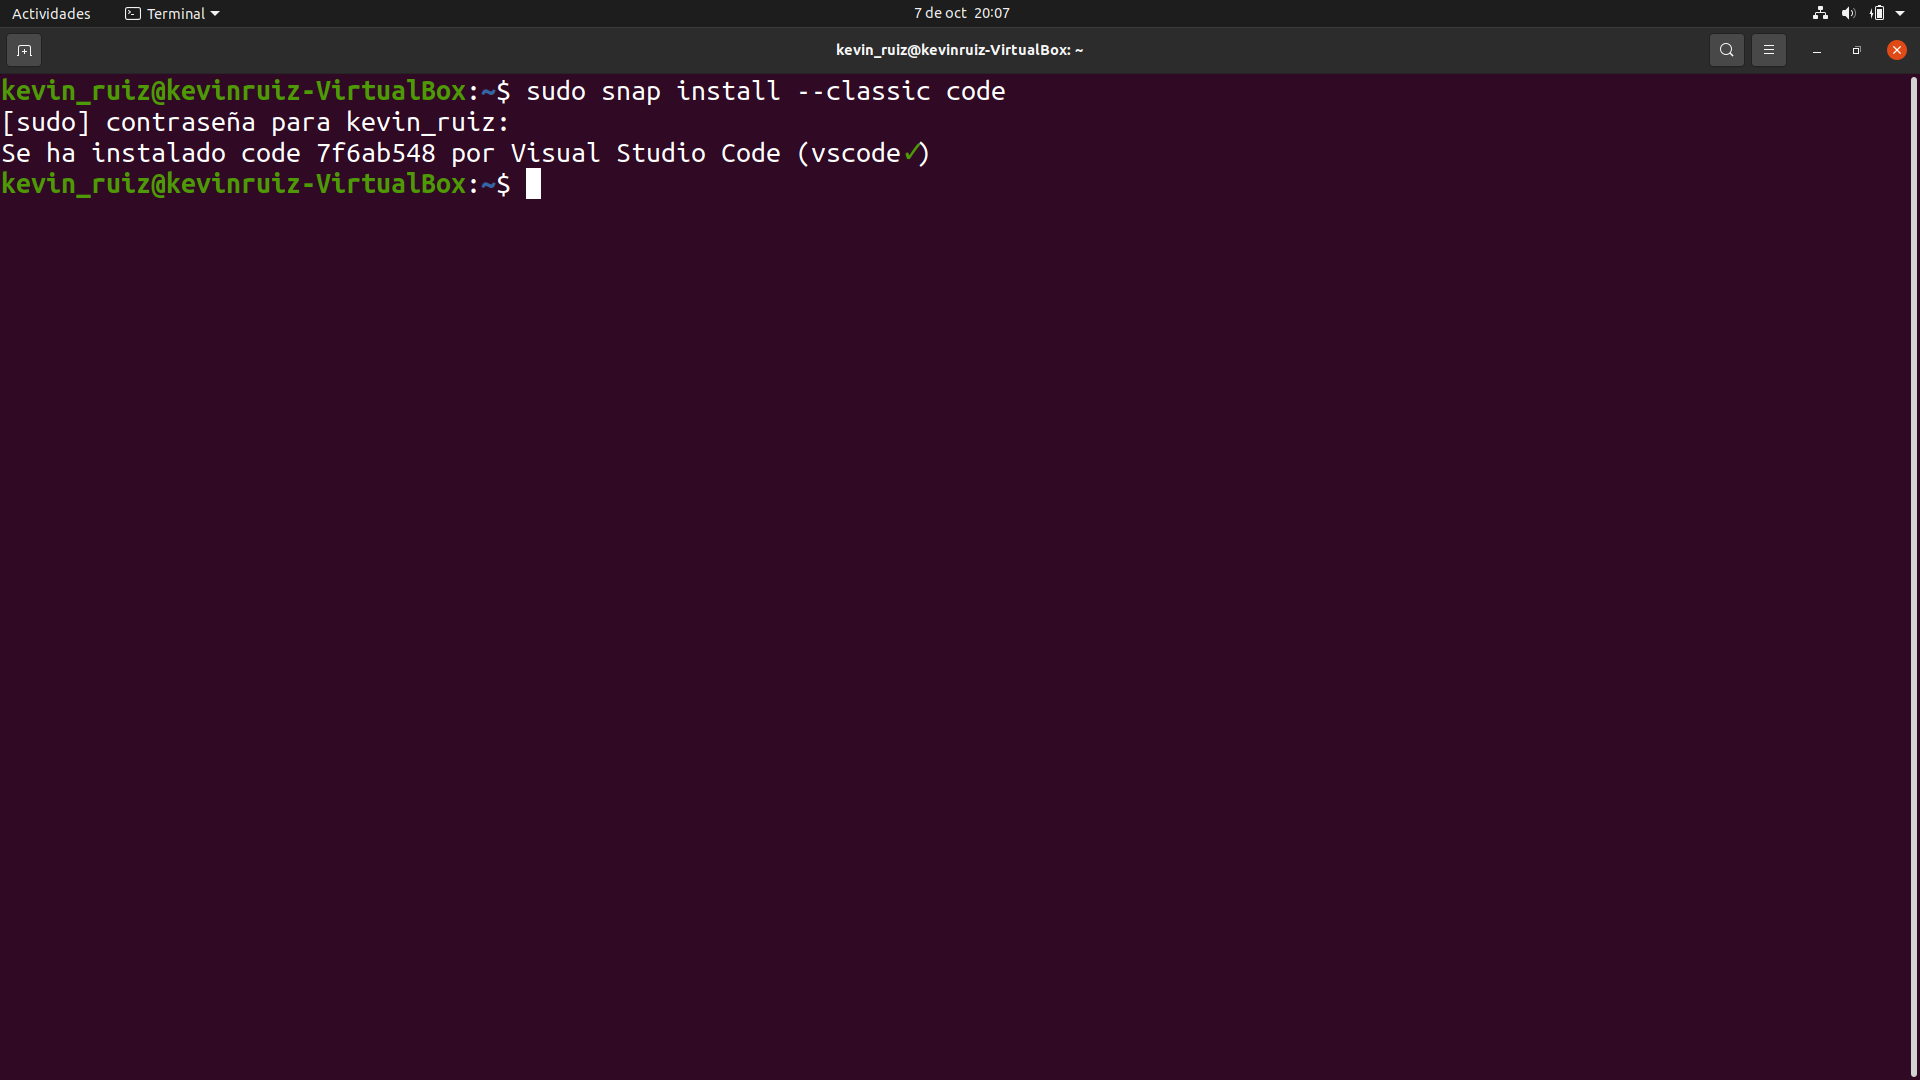 Actividades Terminal 7 de oct 20:07
kevin_ruiz@kevinruiz-VirtualBox: ~
kevin_ruiz@kevinruiz-VirtualBox:~$ sudo snap install --classic code
[sudo] contraseña para kevin_ruiz:
Se ha instalado code 7f6ab548 por Visual Studio Code (vscode✓)
kevin_ruiz@kevinruiz-VirtualBox:~$